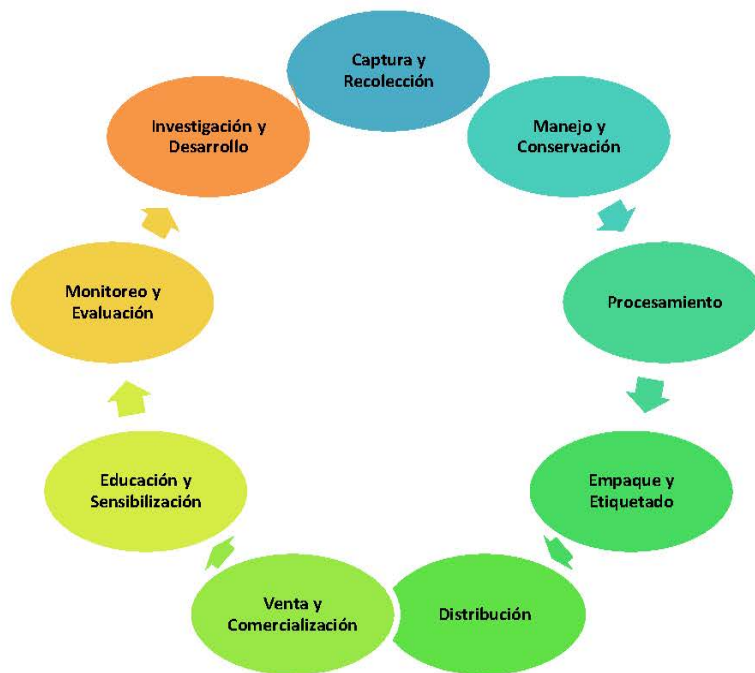 Captura y
Recolección
Manejo y
Conservación
Procesamiento
Empaque y
Etiquetado
Distribución
Venta y
Comercialización
Educación y
Sensibilización
Monitoreo y
Evaluación
Investigación y
Desarrollo